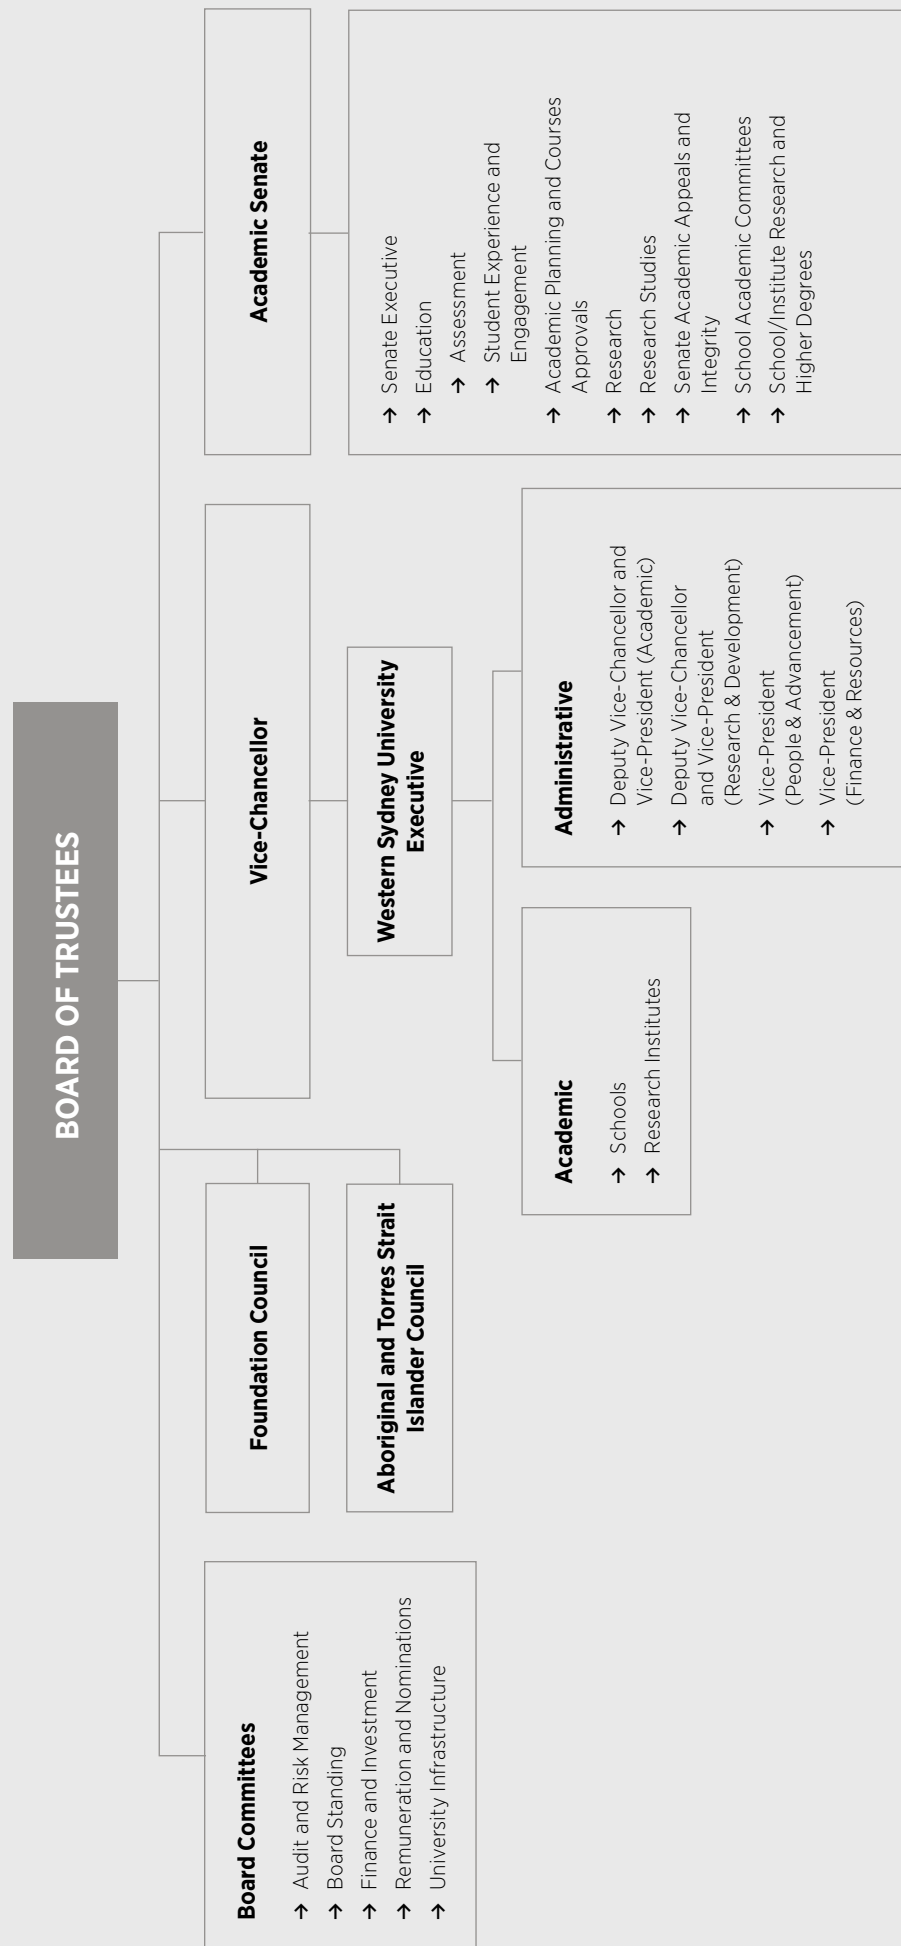 BOARD OF TRUSTEES
Board Committees
→ Audit and Risk Management
→ Board Standing
→ Finance and Investment
→ Remuneration and Nominations
→ University Infrastructure
Foundation Council
Aboriginal and Torres Strait
Islander Council
Vice-Chancellor
Western Sydney University
Executive
Academic
→ Schools
→ Research Institutes
Administrative
→ Deputy Vice-Chancellor and
Vice-President (Academic)
→ Deputy Vice-Chancellor
and Vice-President
(Research & Development)
→ Vice-President
(People & Advancement)
→ Vice-President
(Finance & Resources)
Academic Senate
→ Senate Executive
→ Education
→ Assessment
→ Student Experience and
Engagement
→ Academic Planning and Courses
Approvals
→ Research
→ Research Studies
→ Senate Academic Appeals and
Integrity
→ School Academic Committees
→ School/Institute Research and
Higher Degrees